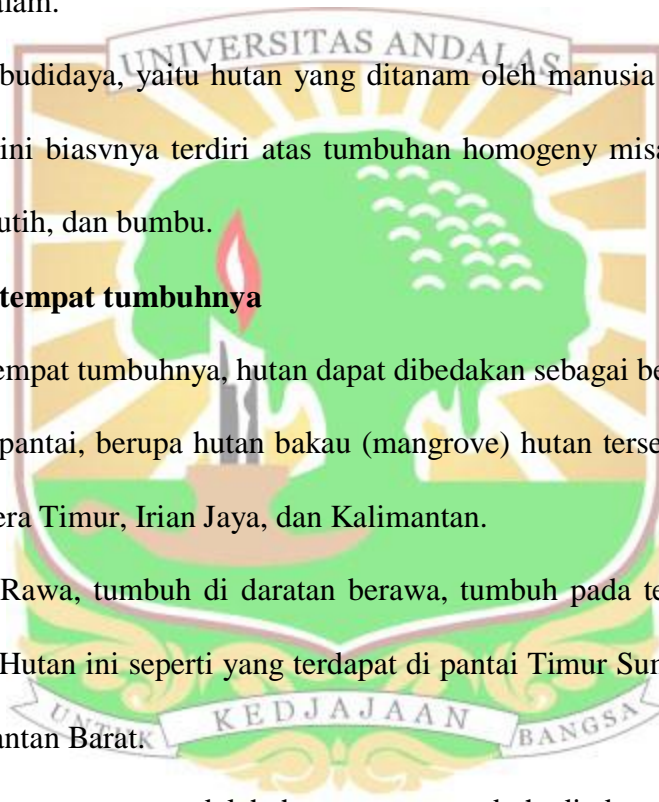 alam.
UNIVERSITAS ANDALAS
budidaya, yaitu hutan yang ditanam oleh manusia
ini biasvnya terdiri atas tumbuhan homogeny misa
utih, dan bumbu.
tempat tumbuhnya
empat tumbuhnya, hutan dapat dibedakan sebagai be
pantai, berupa hutan bakau (mangrove) hutan terse
era Timur, Irian Jaya, dan Kalimantan.
Rawa, tumbuh di daratan berawa, tumbuh pada te
Hutan ini seperti yang terdapat di pantai Timur Sun
antan Barat.
UNTUK KEDJAJAAN BANGSA